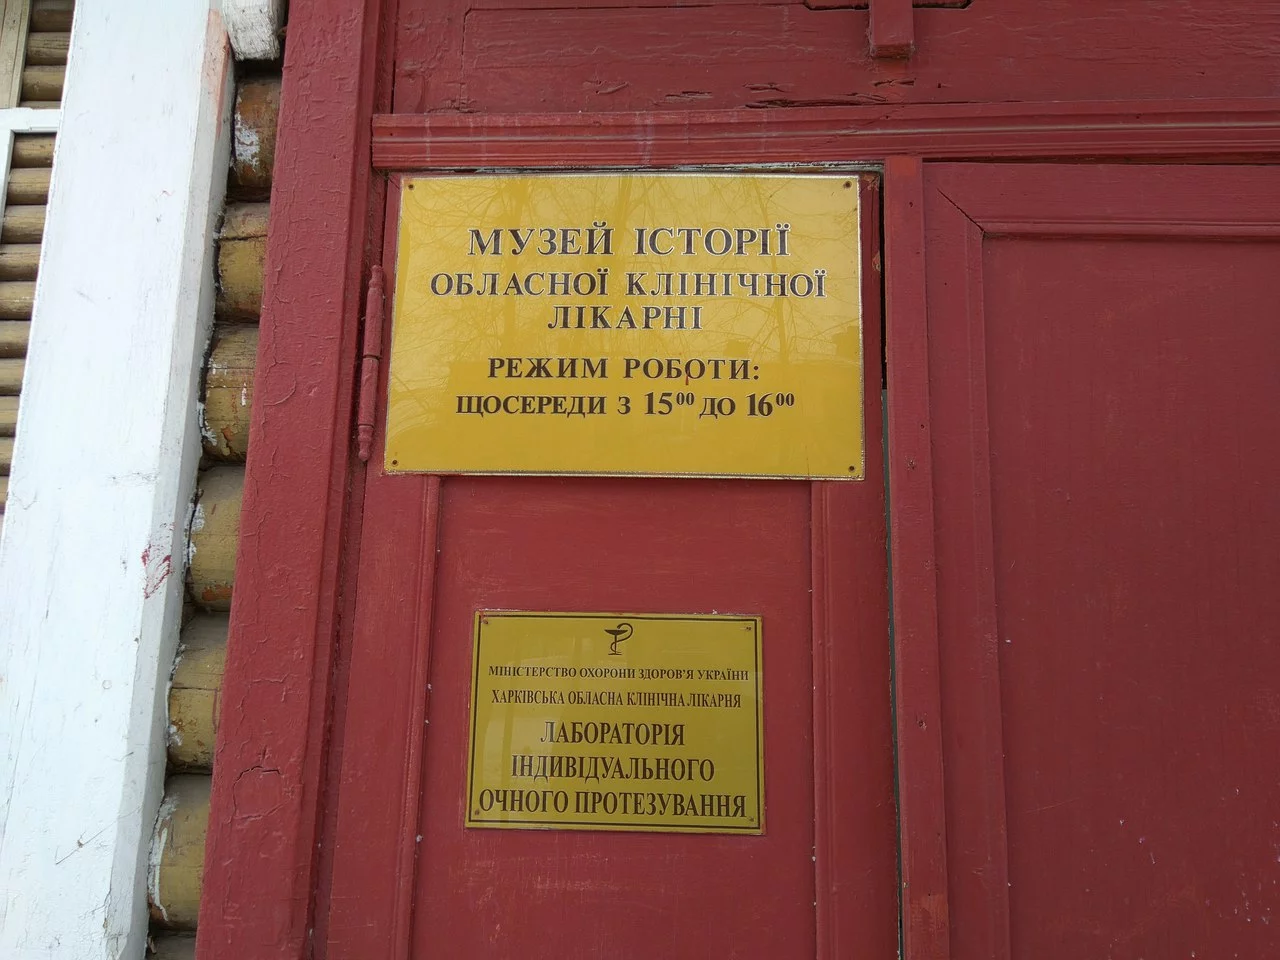 МУЗЕЙ ІСТОРІЇ
ОБЛАСНОЇ КЛІНІЧНОЇ
ЛІКАРНІ
РЕЖИМ РОБОТИ:
ЩОСЕРЕДИ З 15⁰⁰ ДО 16⁰⁰
МІНІСТЕРСТВО ОХОРОНИ ЗДОРОВ'Я УКРАЇНИ
ХАРКІВСЬКА ОБЛАСНА КЛІНІЧНА ЛІКАРНЯ
ЛАБОРАТОРІЯ
ІНДИВІДУАЛЬНОГО
ОЧНОГО ПРОТЕЗУВАННЯ